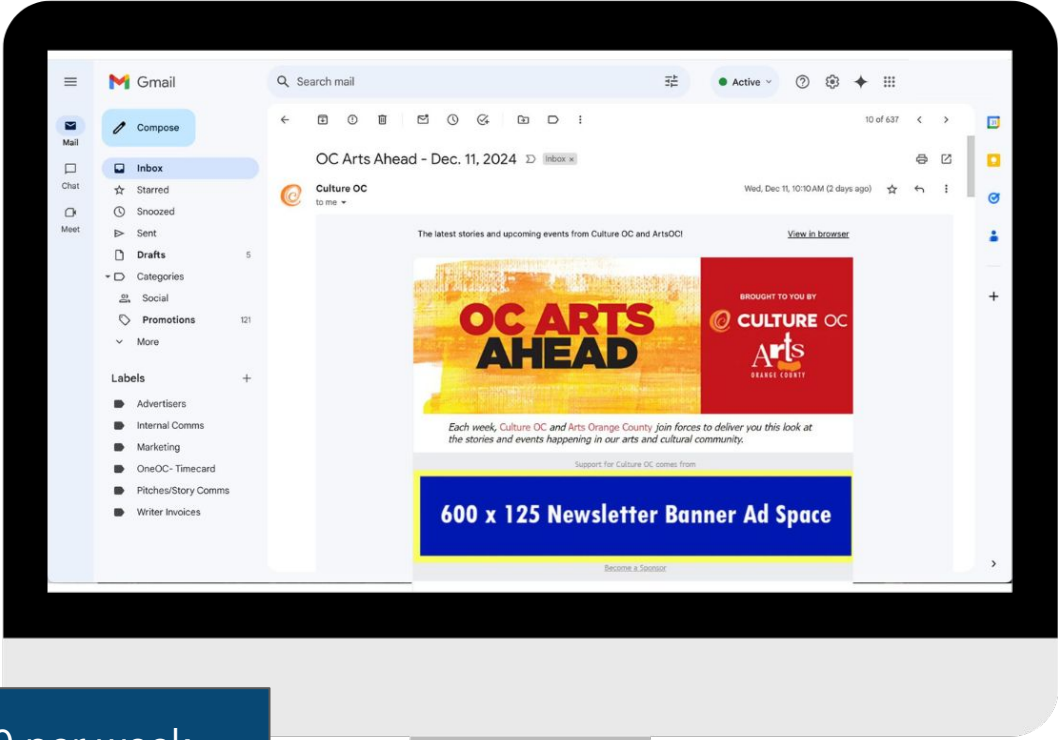 Gmail
Search mail
Active
Mail
Compose
10 of 637
Inbox
OC Arts Ahead - Dec. 11, 2024 Inbox x
Chat
Starred
Culture OC
Wed, Dec 11, 10:10 AM (2 days ago)
to me
Snoozed
Meet
Sent
The latest stories and upcoming events from Culture OC and ArtsOC!
View in browser
Drafts 5
Categories
Social
Promotions 121
More
OC ARTS
AHEAD
BROUGHT TO YOU BY
CULTURE OC
Arts
ORANGE COUNTY
Labels +
Advertisers
Internal Comms
Marketing
OneOC- Timecard
Pitches/Story Comms
Writer Invoices
Each week, Culture OC and Arts Orange County join forces to deliver you this look at
the stories and events happening in our arts and cultural community.
Support for Culture OC comes from
600 x 125 Newsletter Banner Ad Space
Become a Sponsor
per week